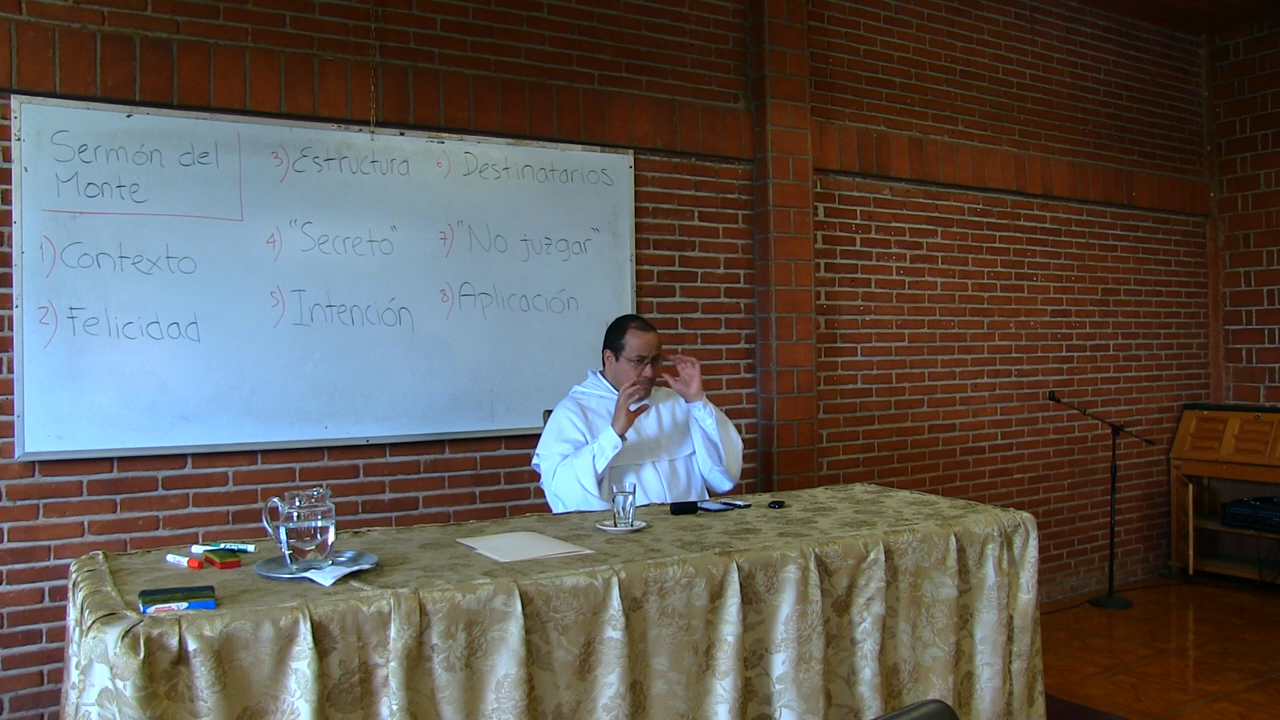 Sermón del
Monte
1) Contexto
2) Felicidad
3) Estructura
4) "Secreto"
5) Intención
6) Destinatarios
7) "No juzgar"
8) Aplicación